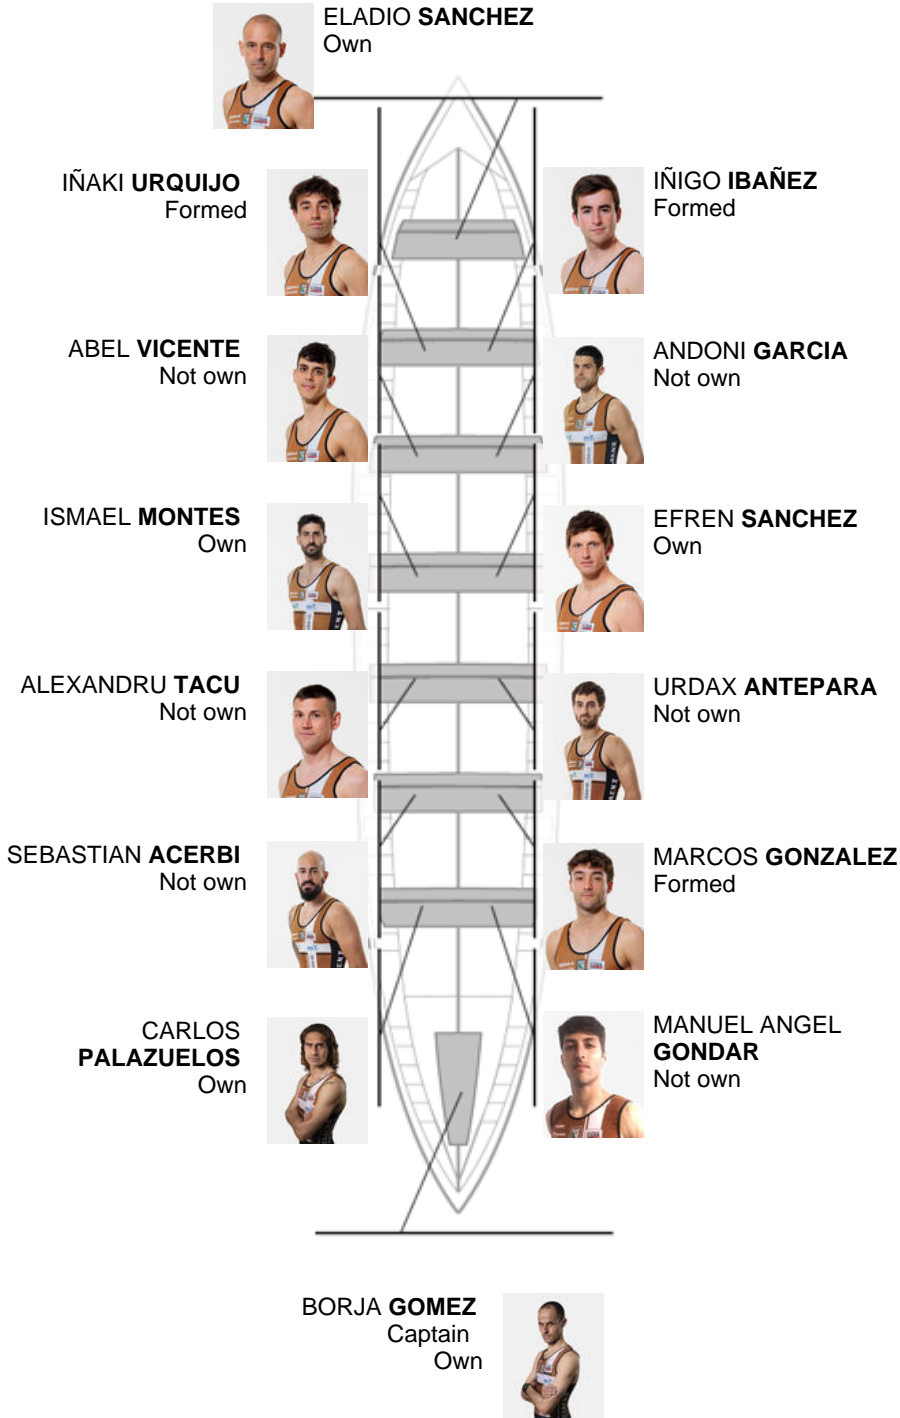 ELADIO SANCHEZ
Own
IÑAKI URQUIJO
Formed
IÑIGO IBAÑEZ
Formed
ABEL VICENTE
Not own
ANDONI GARCIA
Not own
ISMAEL MONTES
Own
EFREN SANCHEZ
Own
ALEXANDRU TACU
Not own
URDAX ANTEPARA
Not own
SEBASTIAN ACERBI
Not own
MARCOS GONZALEZ
Formed
CARLOS
PALAZUELOS
Own
MANUEL ANGEL
GONDAR
Not own
BORJA GOMEZ
Captain
Own